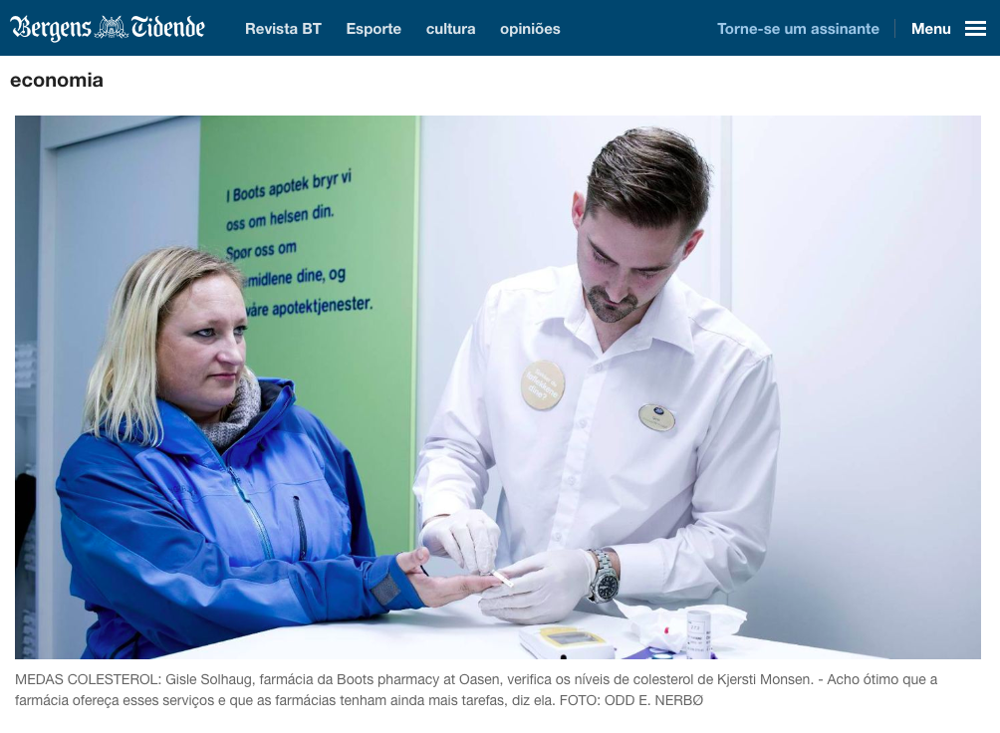 Bergens Tidende
Revista BT Esporte cultura opiniões Torne-se um assinante Menu
economia
I Boots apotek bryr vi
oss om helsen din.
Spør oss om
midlene dine, og
våre apotektjenester.
MEDAS COLESTEROL: Gisle Solhaug, farmácia da Boots pharmacy at Oasen, verifica os níveis de colesterol de Kjersti Monsen. - Acho ótimo que a
farmácia ofereça esses serviços e que as farmácias tenham ainda mais tarefas, diz ela. FOTO: ODD E. NERBØ